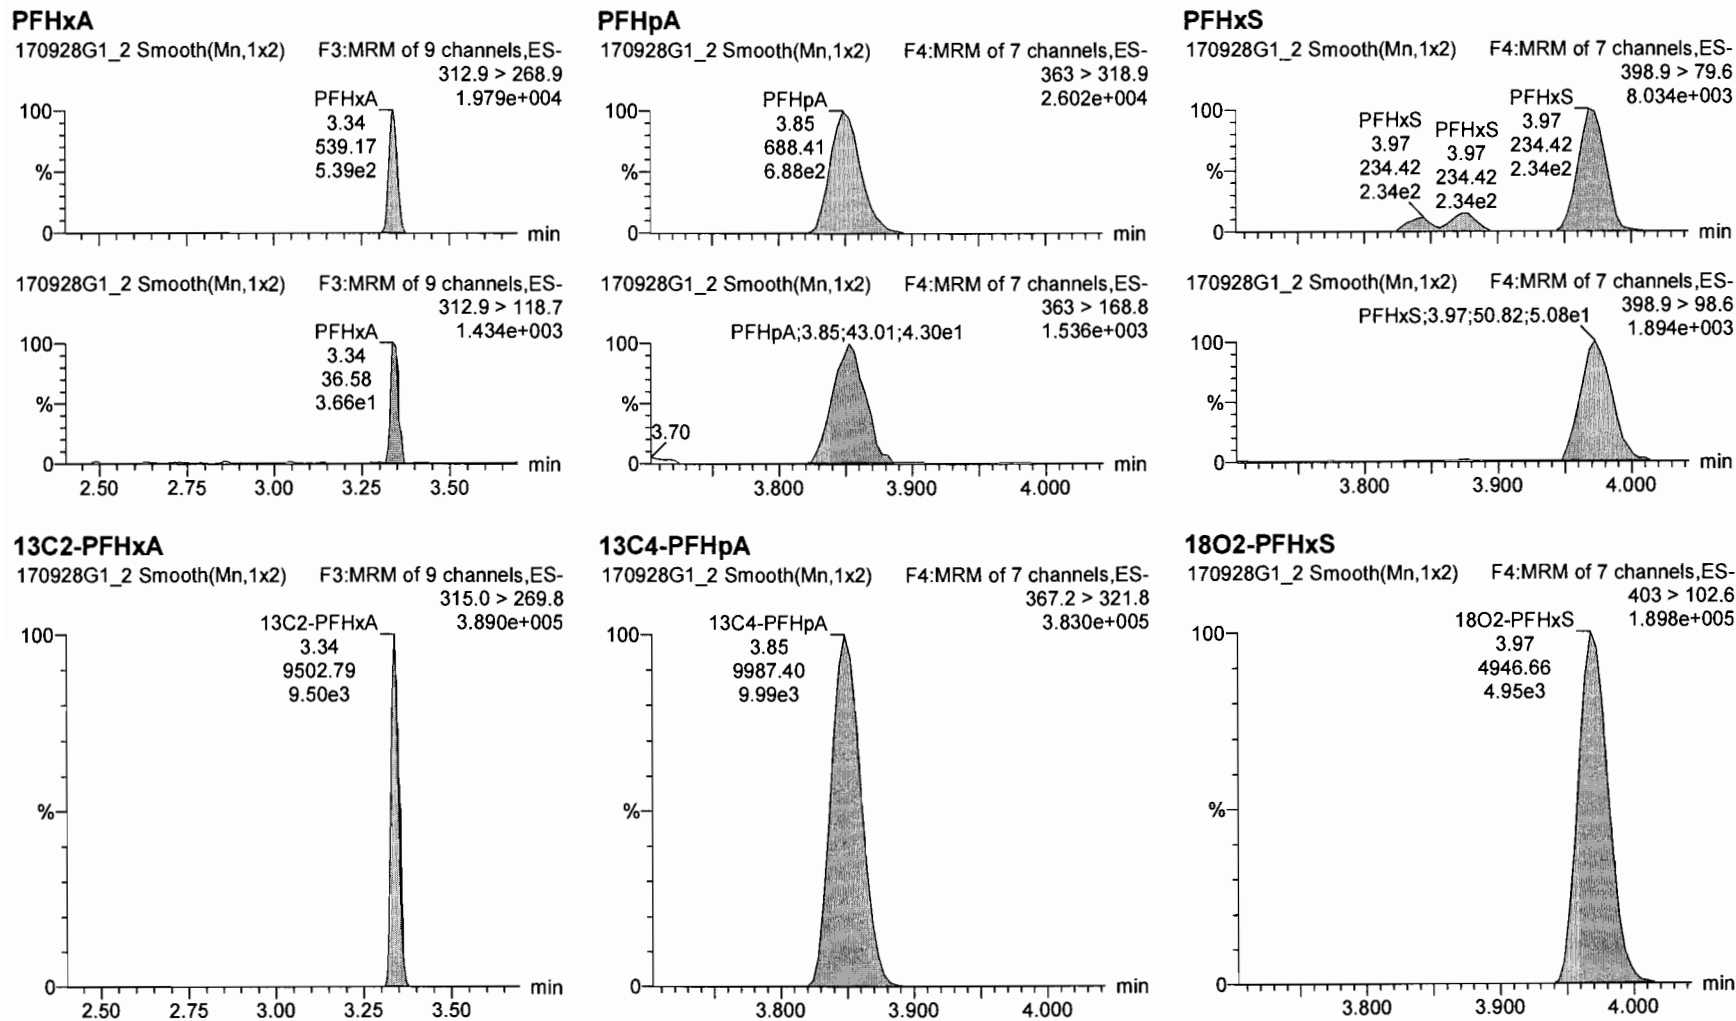 PFHxA
170928G1_2 Smooth(Mn,1x2) F3:MRM of 9 channels,ES-
312.9 > 268.9
1.979e+004
PFHxA
3.34
539.17
5.39e2
100
%
0
min
170928G1_2 Smooth(Mn,1x2) F3:MRM of 9 channels,ES-
312.9 > 118.7
1.434e+003
PFHxA
3.34
36.58
3.66e1
100
%
0
min
2.50 2.75 3.00 3.25 3.50
PFHpA
170928G1_2 Smooth(Mn,1x2) F4:MRM of 7 channels,ES-
363 > 318.9
2.602e+004
PFHpA
3.85
688.41
6.88e2
100
%
0
min
170928G1_2 Smooth(Mn,1x2) F4:MRM of 7 channels,ES-
363 > 168.8
1.536e+003
PFHpA;3.85;43.01;4.30e1
100
%
3.70
0
min
3.800 3.900 4.000
PFHxS
170928G1_2 Smooth(Mn,1x2) F4:MRM of 7 channels,ES-
398.9 > 79.6
8.034e+003
PFHxS
3.97
234.42
2.34e2
PFHxS
3.97
234.42
2.34e2
PFHxS
3.97
234.42
2.34e2
100
%
0
min
170928G1_2 Smooth(Mn,1x2) F4:MRM of 7 channels,ES-
398.9 > 98.6
1.894e+003
PFHxS;3.97;50.82;5.08e1
100
%
0
min
3.800 3.900 4.000
13C2-PFHxA
170928G1_2 Smooth(Mn,1x2) F3:MRM of 9 channels,ES-
315.0 > 269.8
3.890e+005
13C2-PFHxA
3.34
9502.79
9.50e3
100
%
0
min
2.50 2.75 3.00 3.25 3.50
13C4-PFHpA
170928G1_2 Smooth(Mn,1x2) F4:MRM of 7 channels,ES-
367.2 > 321.8
3.830e+005
13C4-PFHpA
3.85
9987.40
9.99e3
100
%
0
min
3.800 3.900 4.000
18O2-PFHxS
170928G1_2 Smooth(Mn,1x2) F4:MRM of 7 channels,ES-
403 > 102.6
1.898e+005
18O2-PFHxS
3.97
4946.66
4.95e3
100
%
0
min
3.800 3.900 4.000